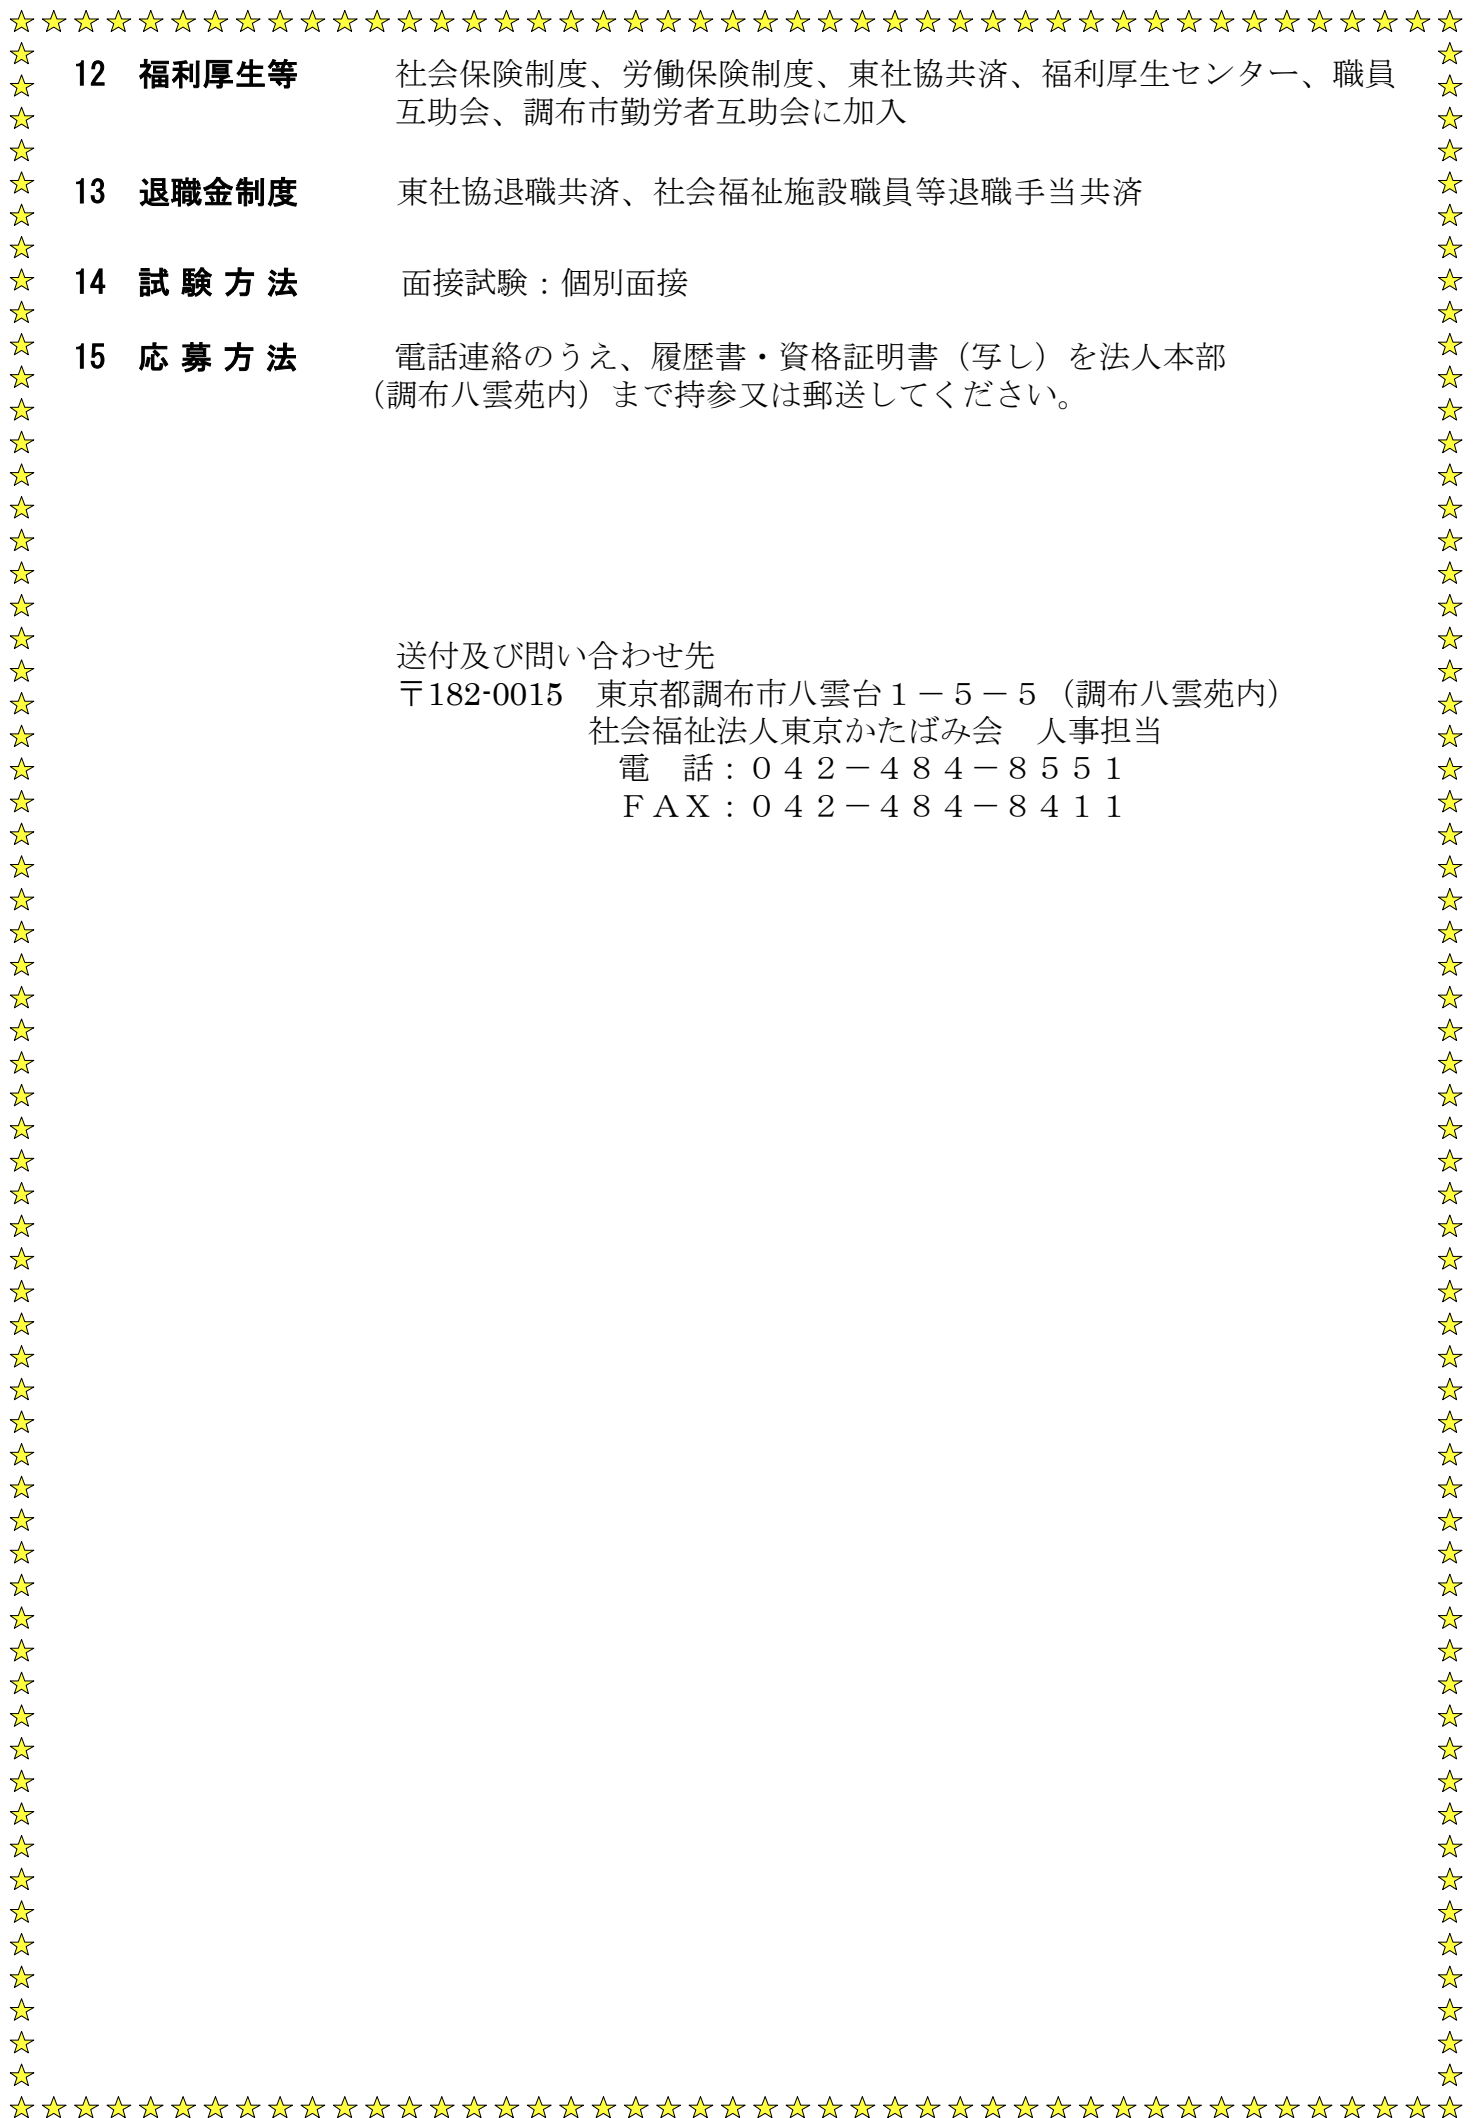 12　福利厚生等　　　社会保険制度、労働保険制度、東社協共済、福利厚生センター、職員
互助会、調布市勤労者互助会に加入
13　退職金制度　　　東社協退職共済、社会福祉施設職員等退職手当共済
14　試 験 方 法　　　面接試験：個別面接
15　応 募 方 法　　　電話連絡のうえ、履歴書・資格証明書（写し）を法人本部
（調布八雲苑内）まで持参又は郵送してください。
送付及び問い合わせ先
〒182-0015　東京都調布市八雲台１－５－５（調布八雲苑内）
社会福祉法人東京かたばみ会　人事担当
電　話：０４２－４８４－８５５１
ＦＡＸ：０４２－４８４－８４１１